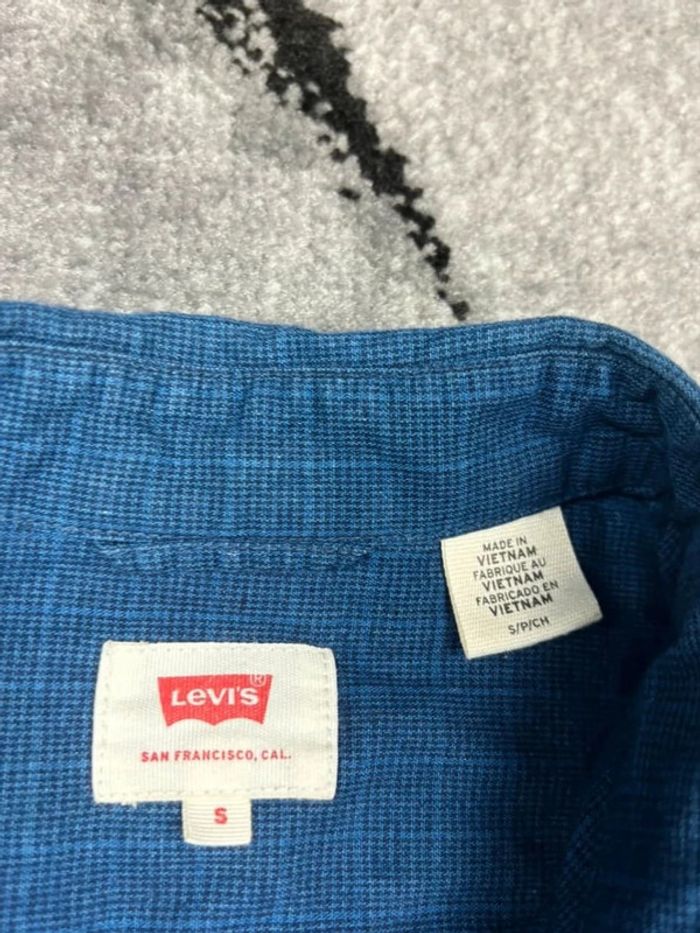 MADE IN
VIETNAM
FABRIQUE AU
VIETNAM
FABRICADO EN
VIETNAM
S/P/CH
LEVI'S®
SAN FRANCISCO, CAL.
S